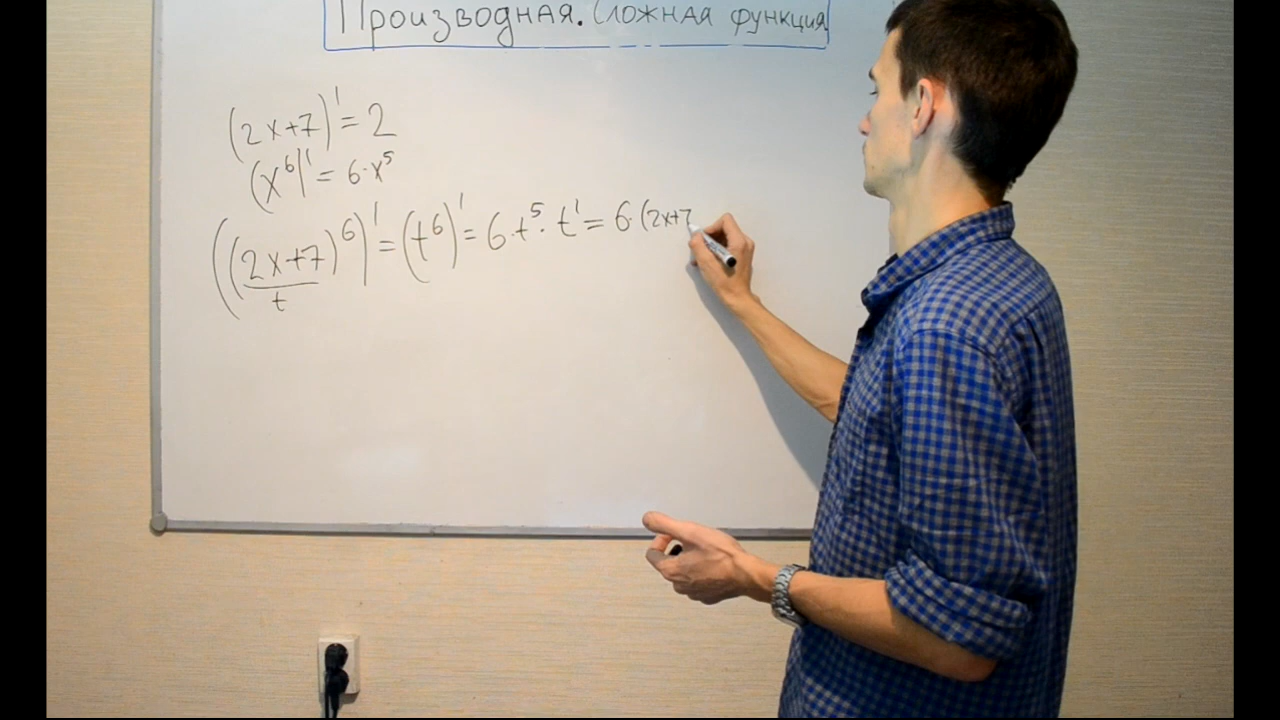 Производная. Сложная функция
(2x+7)' = 2
(x⁶)' = 6·x⁵
((2x+7)⁶)' = (t⁶)' = 6·t⁵·t' = 6·(2x+7
t